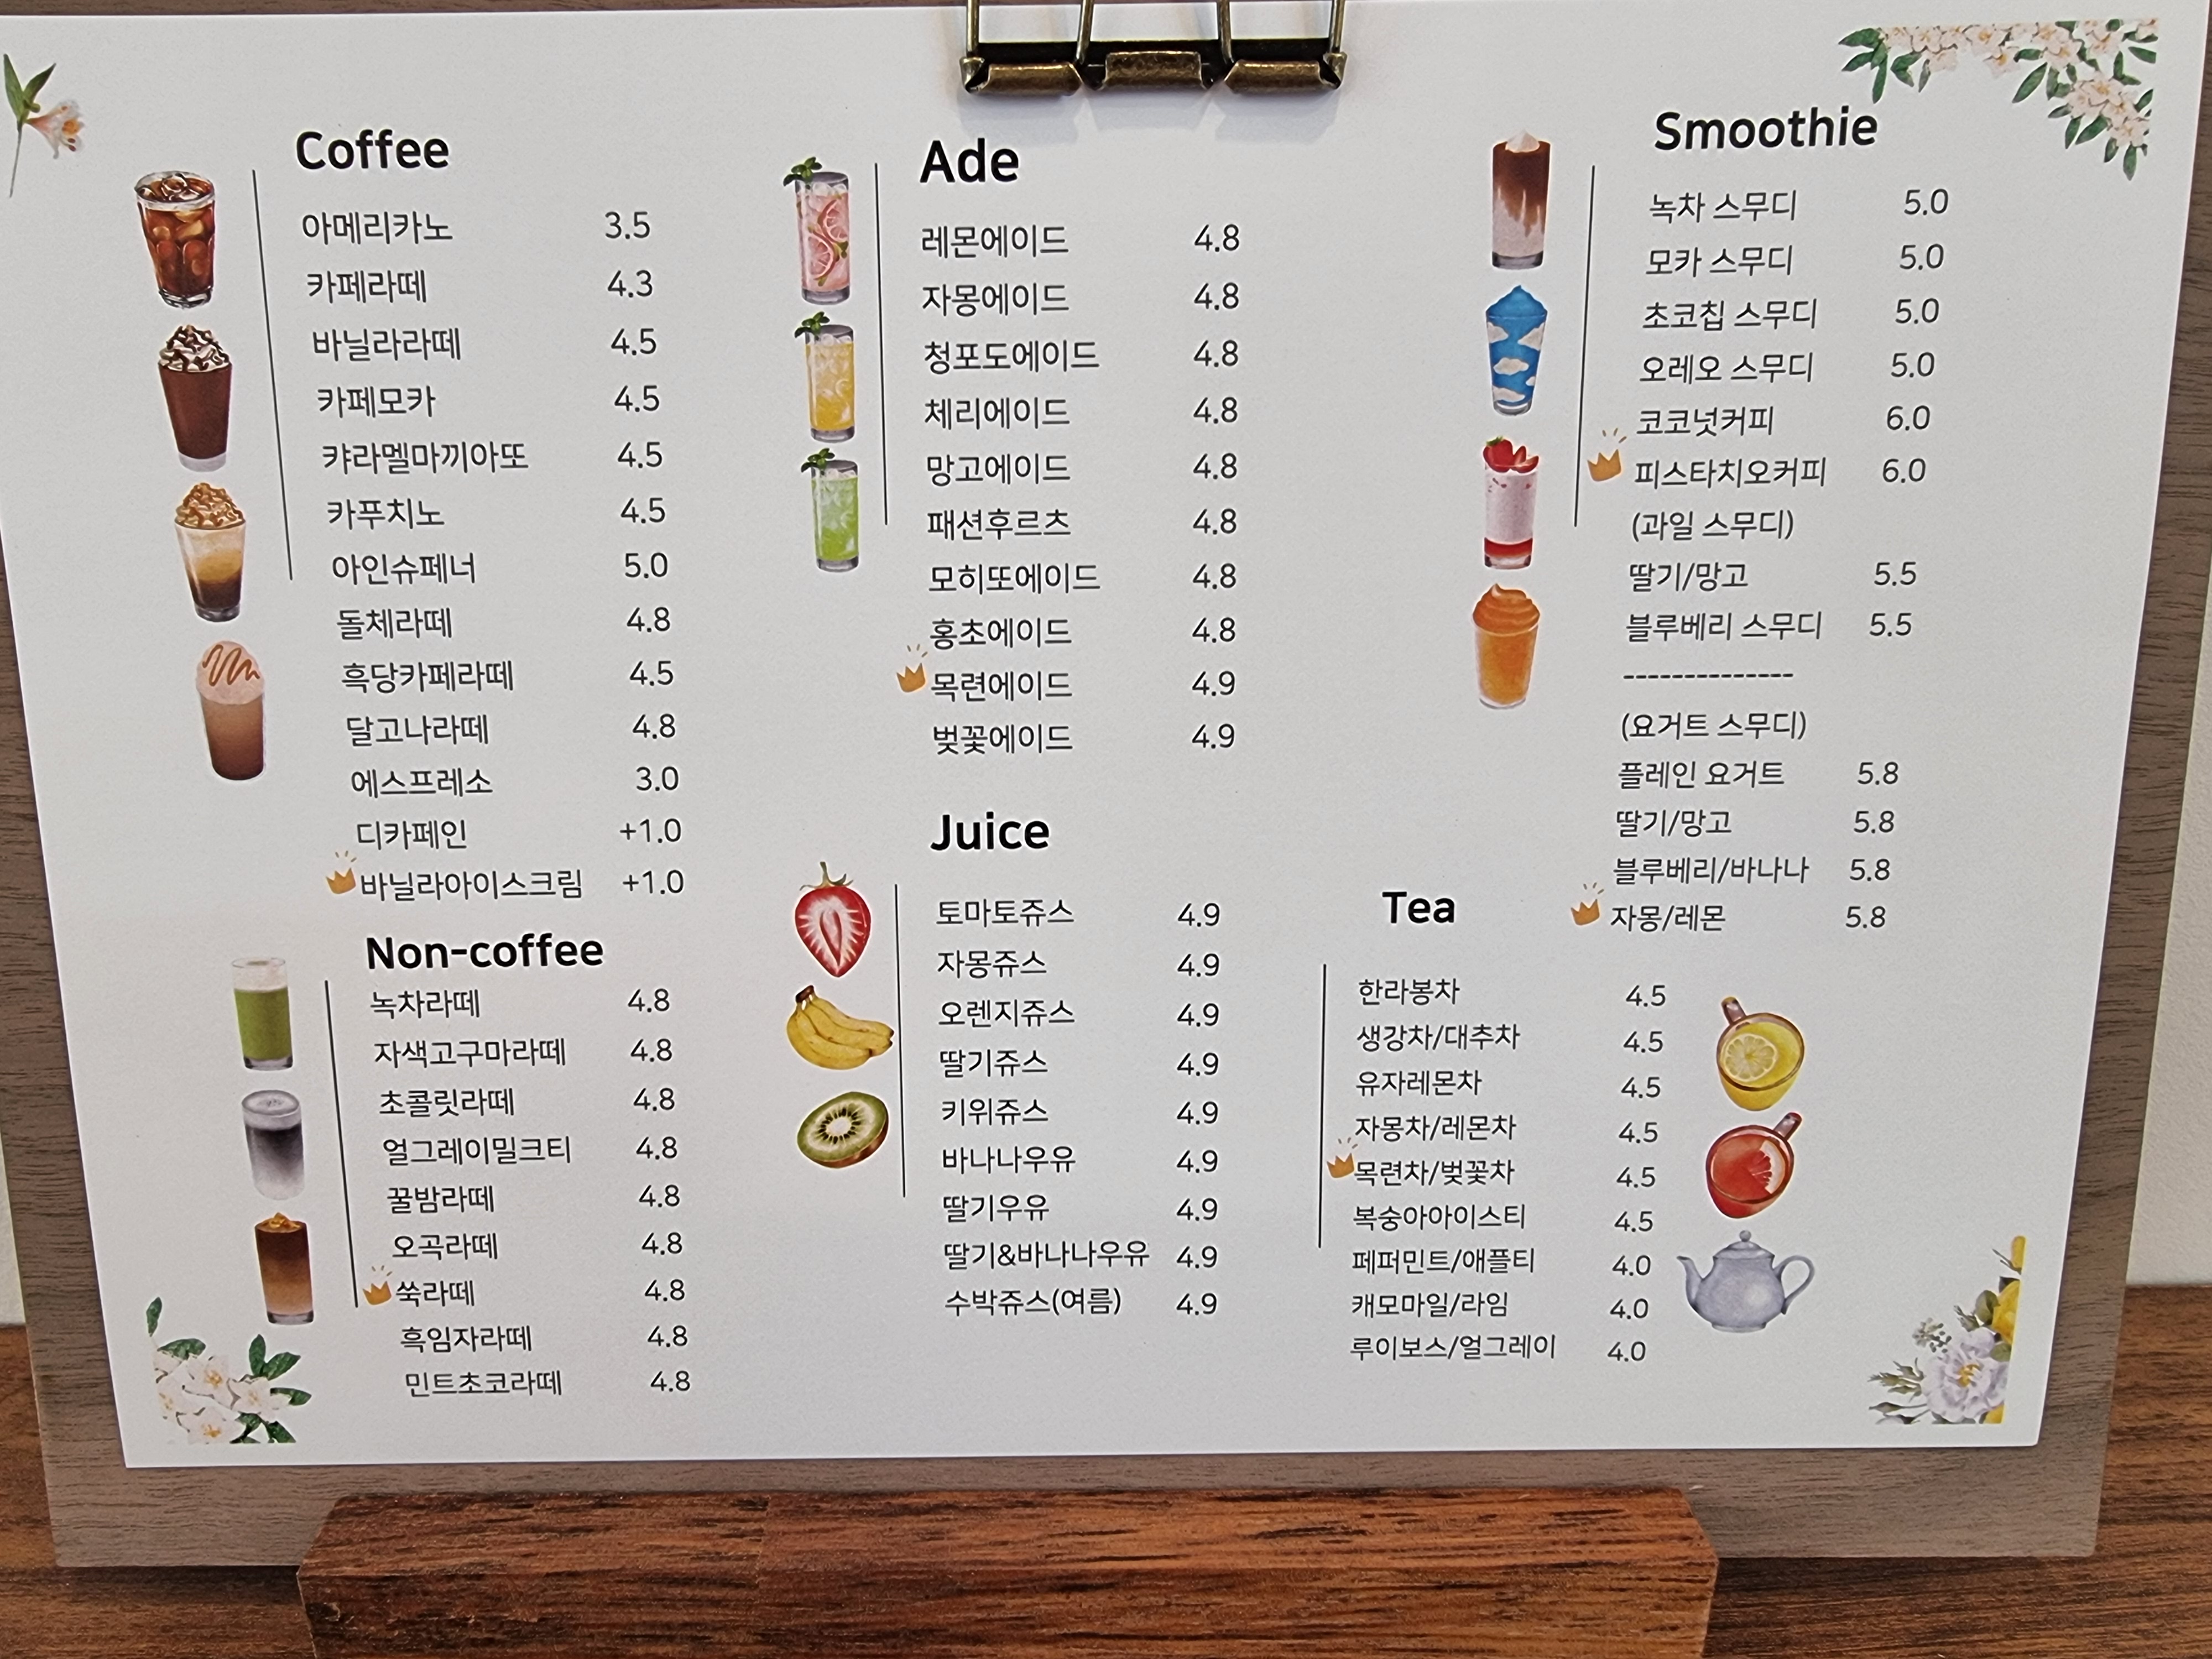 Coffee
아메리카노 3.5
카페라떼 4.3
바닐라라떼 4.5
카페모카 4.5
캬라멜마끼아또 4.5
카푸치노 4.5
아인슈페너 5.0
돌체라떼 4.8
흑당카페라떼 4.5
달고나라떼 4.8
에스프레소 3.0
디카페인 +1.0
바닐라아이스크림 +1.0
Non-coffee
녹차라떼 4.8
자색고구마라떼 4.8
초콜릿라떼 4.8
얼그레이밀크티 4.8
꿀밤라떼 4.8
오곡라떼 4.8
쑥라떼 4.8
흑임자라떼 4.8
민트초코라떼 4.8
Ade
레몬에이드 4.8
자몽에이드 4.8
청포도에이드 4.8
체리에이드 4.8
망고에이드 4.8
패션후르츠 4.8
모히또에이드 4.8
홍초에이드 4.8
목련에이드 4.9
벚꽃에이드 4.9
Juice
토마토쥬스 4.9
자몽쥬스 4.9
오렌지쥬스 4.9
딸기쥬스 4.9
키위쥬스 4.9
바나나우유 4.9
딸기우유 4.9
딸기&바나나우유 4.9
수박쥬스(여름) 4.9
Smoothie
녹차 스무디 5.0
모카 스무디 5.0
초코칩 스무디 5.0
오레오 스무디 5.0
코코넛커피 6.0
피스타치오커피 6.0
(과일 스무디)
딸기/망고 5.5
블루베리 스무디 5.5
--------------
(요거트 스무디)
플레인 요거트 5.8
딸기/망고 5.8
블루베리/바나나 5.8
자몽/레몬 5.8
Tea
한라봉차 4.5
생강차/대추차 4.5
유자레몬차 4.5
자몽차/레몬차 4.5
목련차/벚꽃차 4.5
복숭아아이스티 4.5
페퍼민트/애플티 4.0
캐모마일/라임 4.0
루이보스/얼그레이 4.0